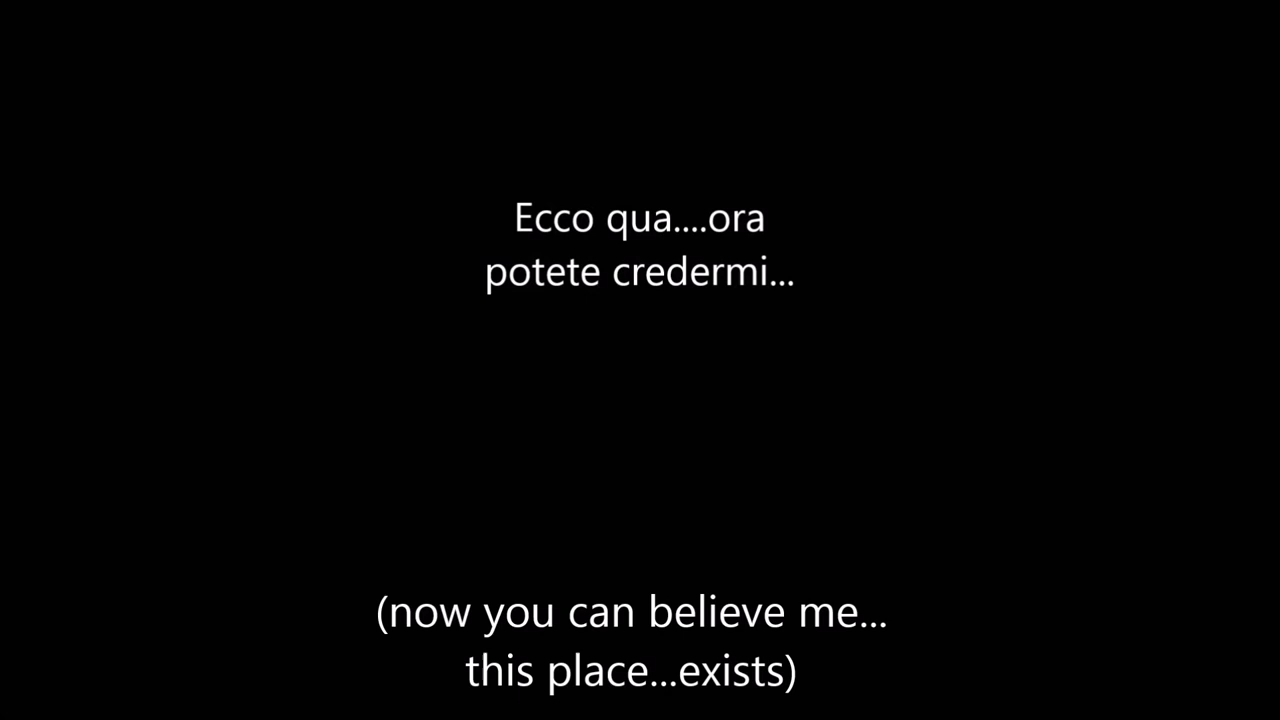 Ecco qua....ora
potete credermi...
(now you can believe me...
this place...exists)